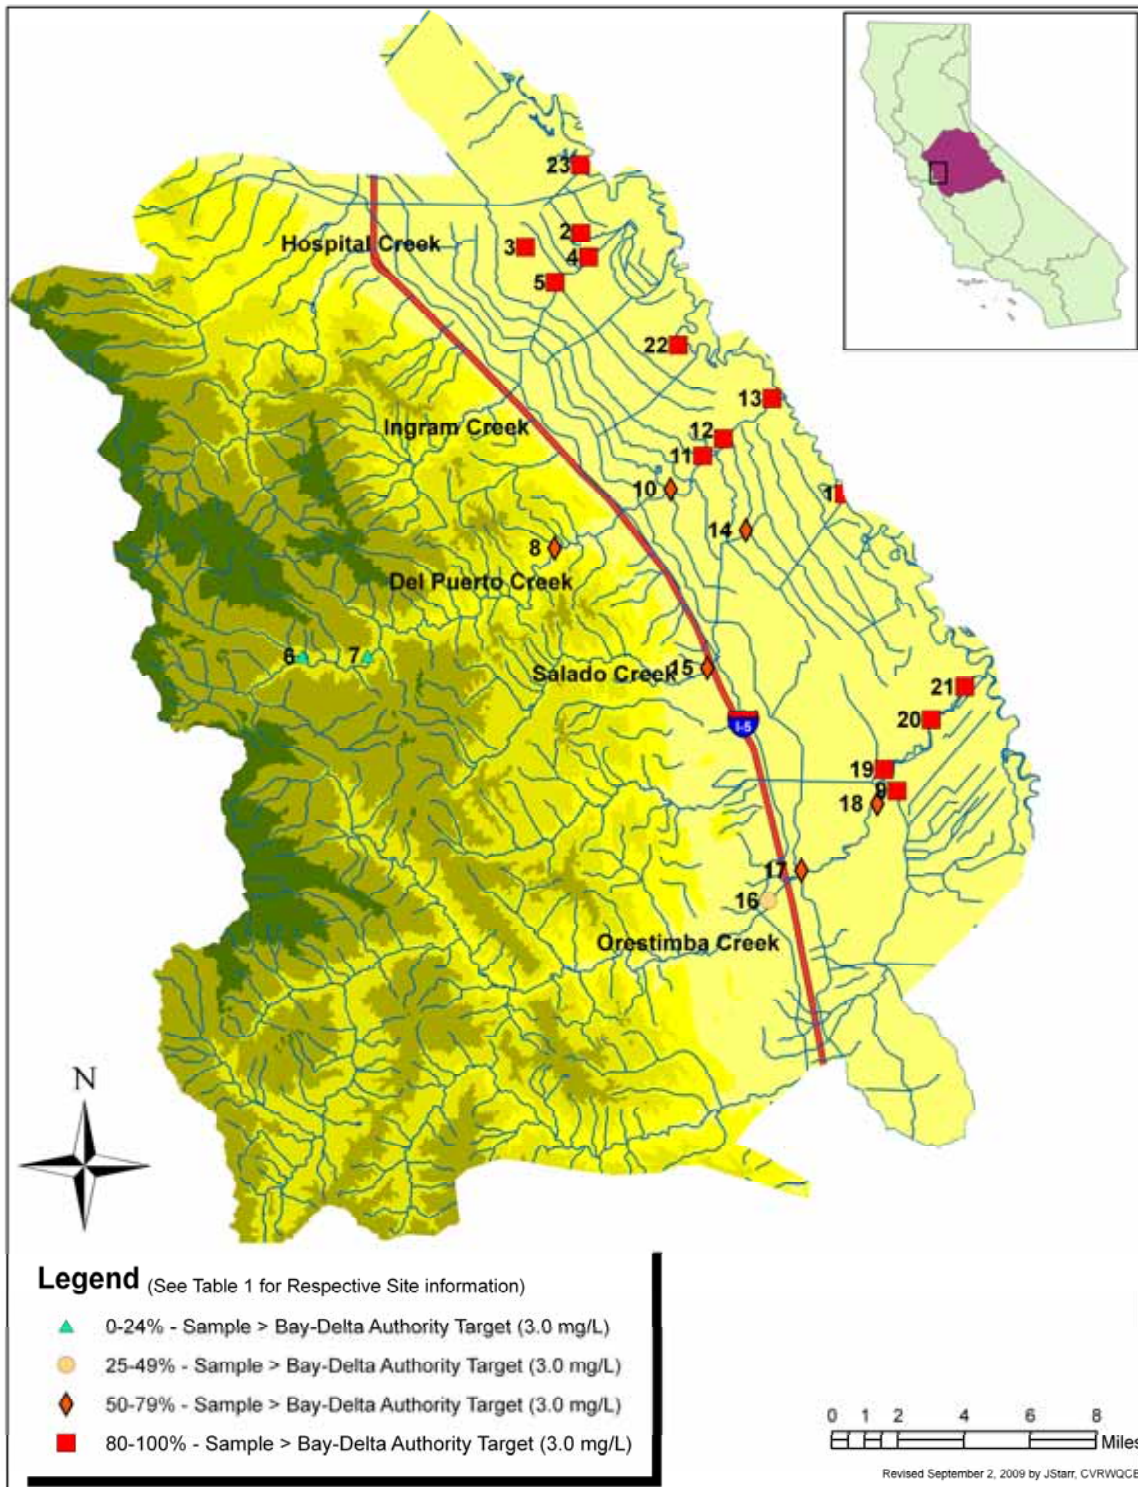 23
2
Hospital Creek
3
4
5
22
13
12
Ingram Creek
11
10
1
14
8
Del Puerto Creek
6
7
Salado Creek
15
21
I-5
20
19
9
18
17
16
Orestimba Creek
N
Legend (See Table 1 for Respective Site information)
0-24% - Sample > Bay-Delta Authority Target (3.0 mg/L)
25-49% - Sample > Bay-Delta Authority Target (3.0 mg/L)
50-79% - Sample > Bay-Delta Authority Target (3.0 mg/L)
80-100% - Sample > Bay-Delta Authority Target (3.0 mg/L)
0 1 2 4 6 8
Miles
Revised September 2, 2009 by JStarr, CVRWQCB